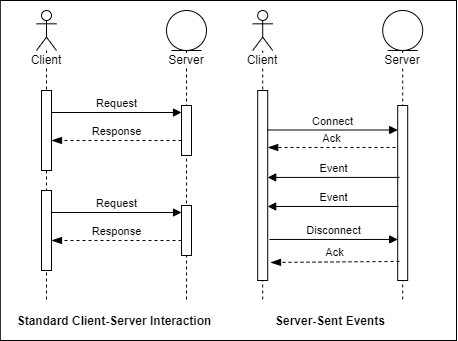 Client
Server
Request
Response
Request
Response
Standard Client-Server Interaction
Client
Server
Connect
Ack
Event
Event
Disconnect
Ack
Server-Sent Events